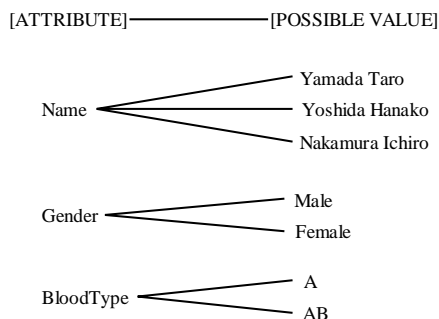 [ATTRIBUTE] [POSSIBLE VALUE]
Yamada Taro
Name Yoshida Hanako
Nakamura Ichiro
Male
Gender
Female
A
BloodType
AB